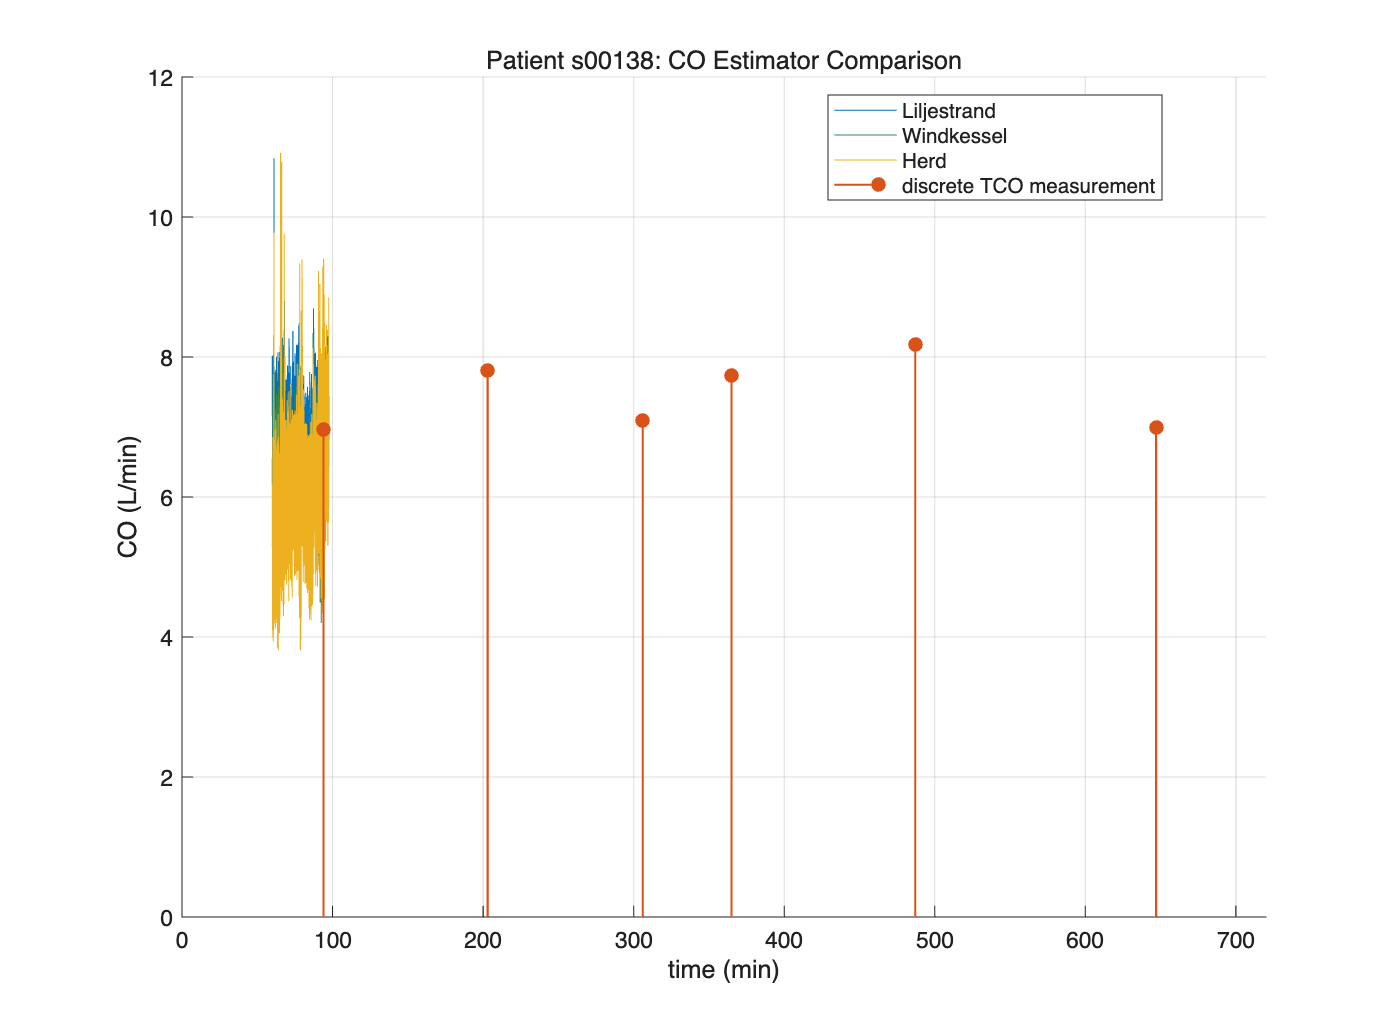 Patient s00138: CO Estimator Comparison
Liljestrand
Windkessel
Herd
discrete TCO measurement
CO (L/min)
12
10
8
6
4
2
0
0 100 200 300 400 500 600 700
time (min)